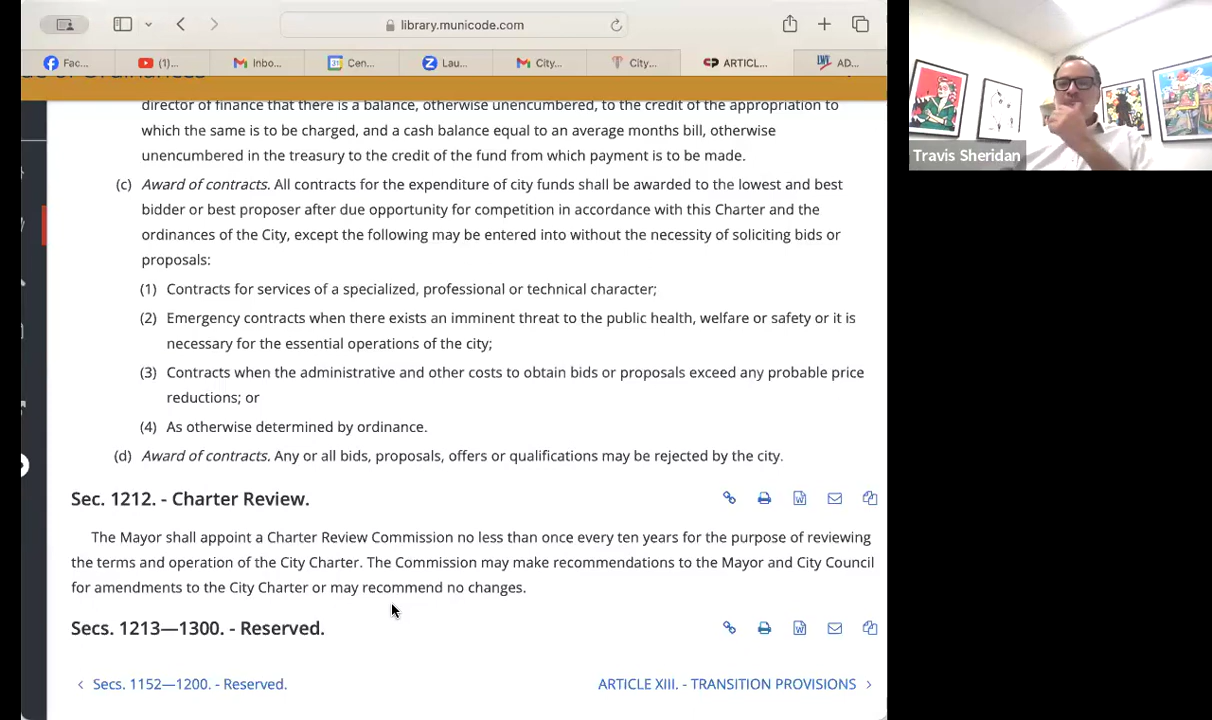 library.municode.com
Fac... (1)... Inbo... Cen... Lau... City... City... ARTICL... AD...
director of finance that there is a balance, otherwise unencumbered, to the credit of the appropriation to
which the same is to be charged, and a cash balance equal to an average months bill, otherwise
unencumbered in the treasury to the credit of the fund from which payment is to be made.
(c) Award of contracts. All contracts for the expenditure of city funds shall be awarded to the lowest and best
bidder or best proposer after due opportunity for competition in accordance with this Charter and the
ordinances of the City, except the following may be entered into without the necessity of soliciting bids or
proposals:
(1) Contracts for services of a specialized, professional or technical character;
(2) Emergency contracts when there exists an imminent threat to the public health, welfare or safety or it is
necessary for the essential operations of the city;
(3) Contracts when the administrative and other costs to obtain bids or proposals exceed any probable price
reductions; or
(4) As otherwise determined by ordinance.
(d) Award of contracts. Any or all bids, proposals, offers or qualifications may be rejected by the city.
Sec. 1212. - Charter Review.
The Mayor shall appoint a Charter Review Commission no less than once every ten years for the purpose of reviewing
the terms and operation of the City Charter. The Commission may make recommendations to the Mayor and City Council
for amendments to the City Charter or may recommend no changes.
Secs. 1213—1300. - Reserved.
Secs. 1152—1200. - Reserved.
ARTICLE XIII. - TRANSITION PROVISIONS
Travis Sheridan